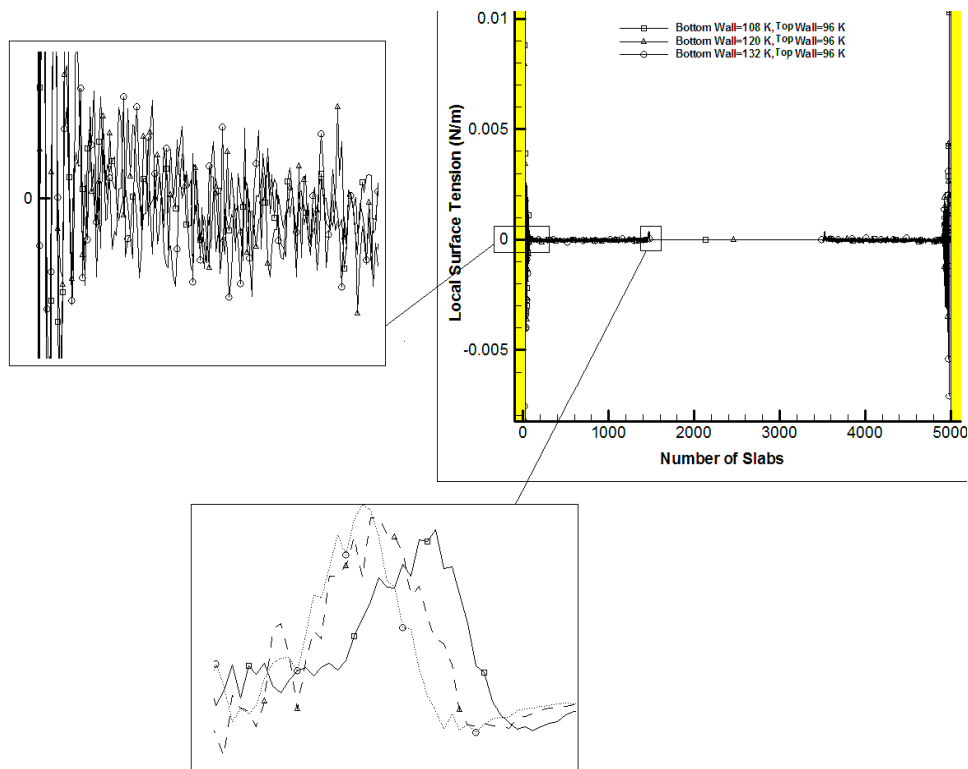 0.01
Bottom Wall=108 K,Top Wall=96 K
Bottom Wall=120 K,Top Wall=96 K
Bottom Wall=132 K,Top Wall=96 K
0
0.005
0
-0.005
Local Surface Tension (N/m)
0 1000 2000 3000 4000 5000
Number of Slabs